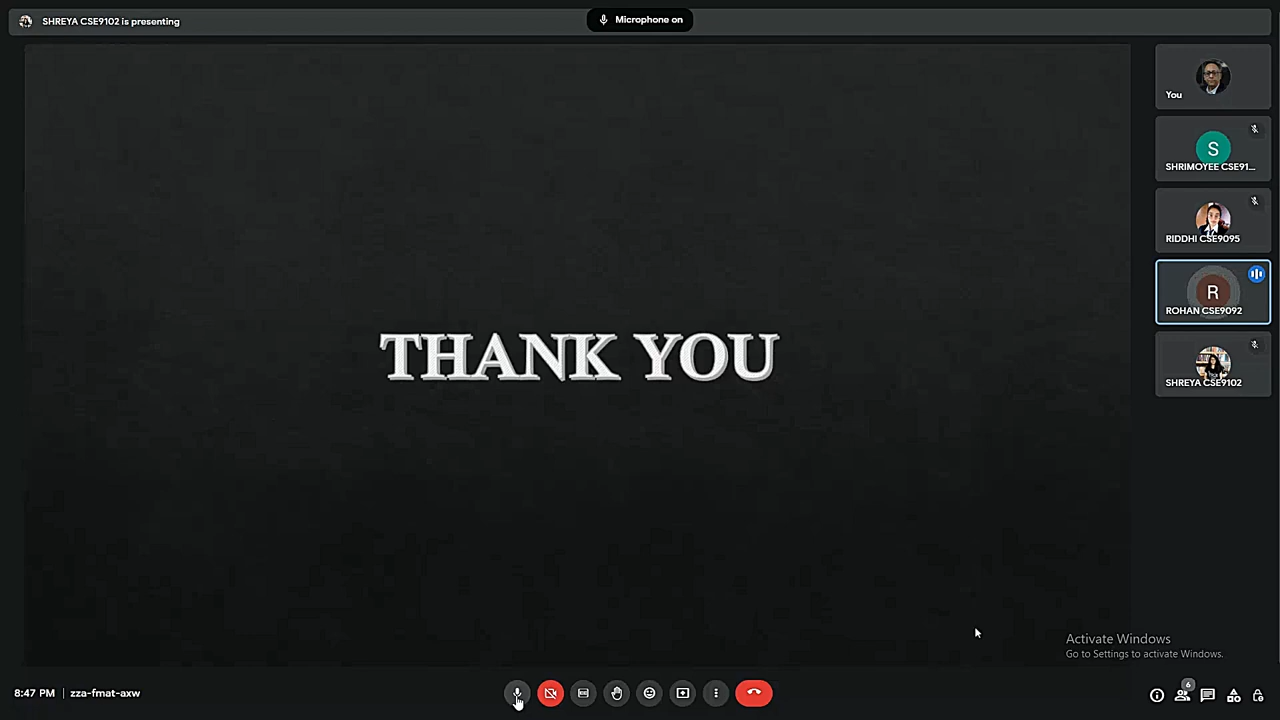 SHREYA CSE9102 is presenting
Microphone on
You
S
SHRIMOYEE CSE91...
RIDDHI CSE9095
R
ROHAN CSE9092
SHREYA CSE9102
THANK YOU
Activate Windows
Go to Settings to activate Windows.
8:47 PM | zza-fmat-axw
6